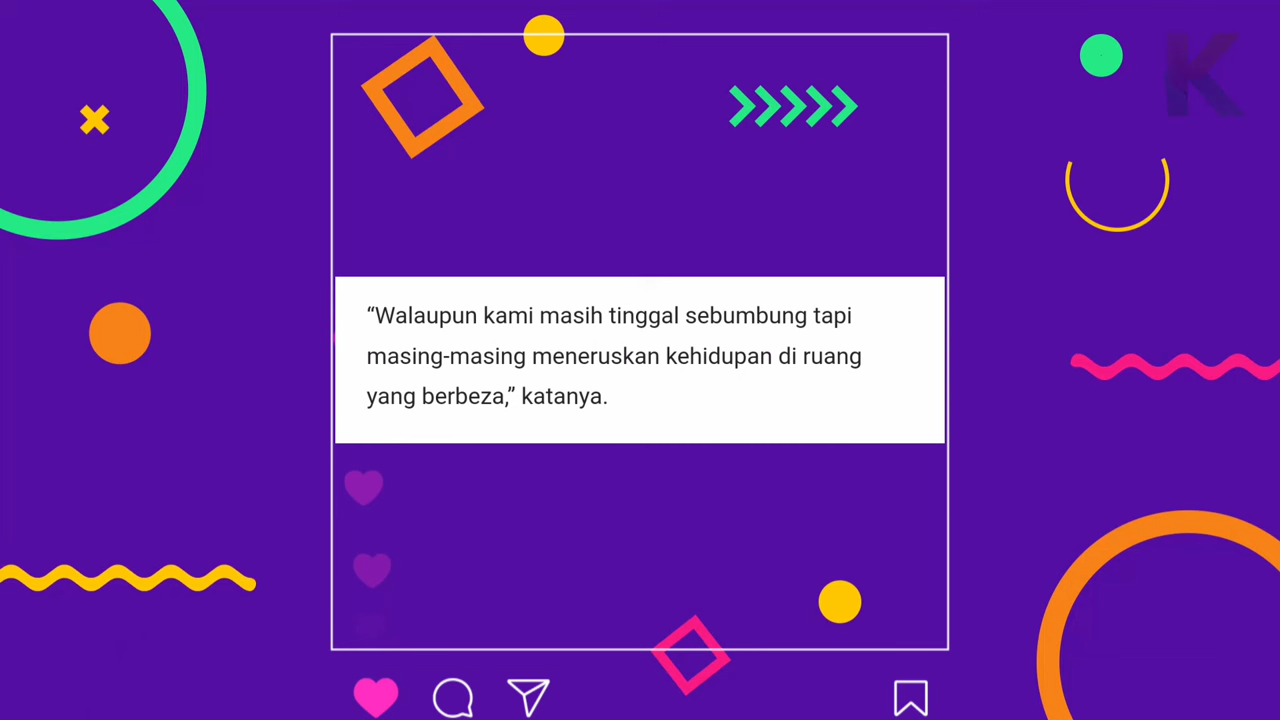 K
“Walaupun kami masih tinggal sebumbung tapi
masing-masing meneruskan kehidupan di ruang
yang berbeza,” katanya.